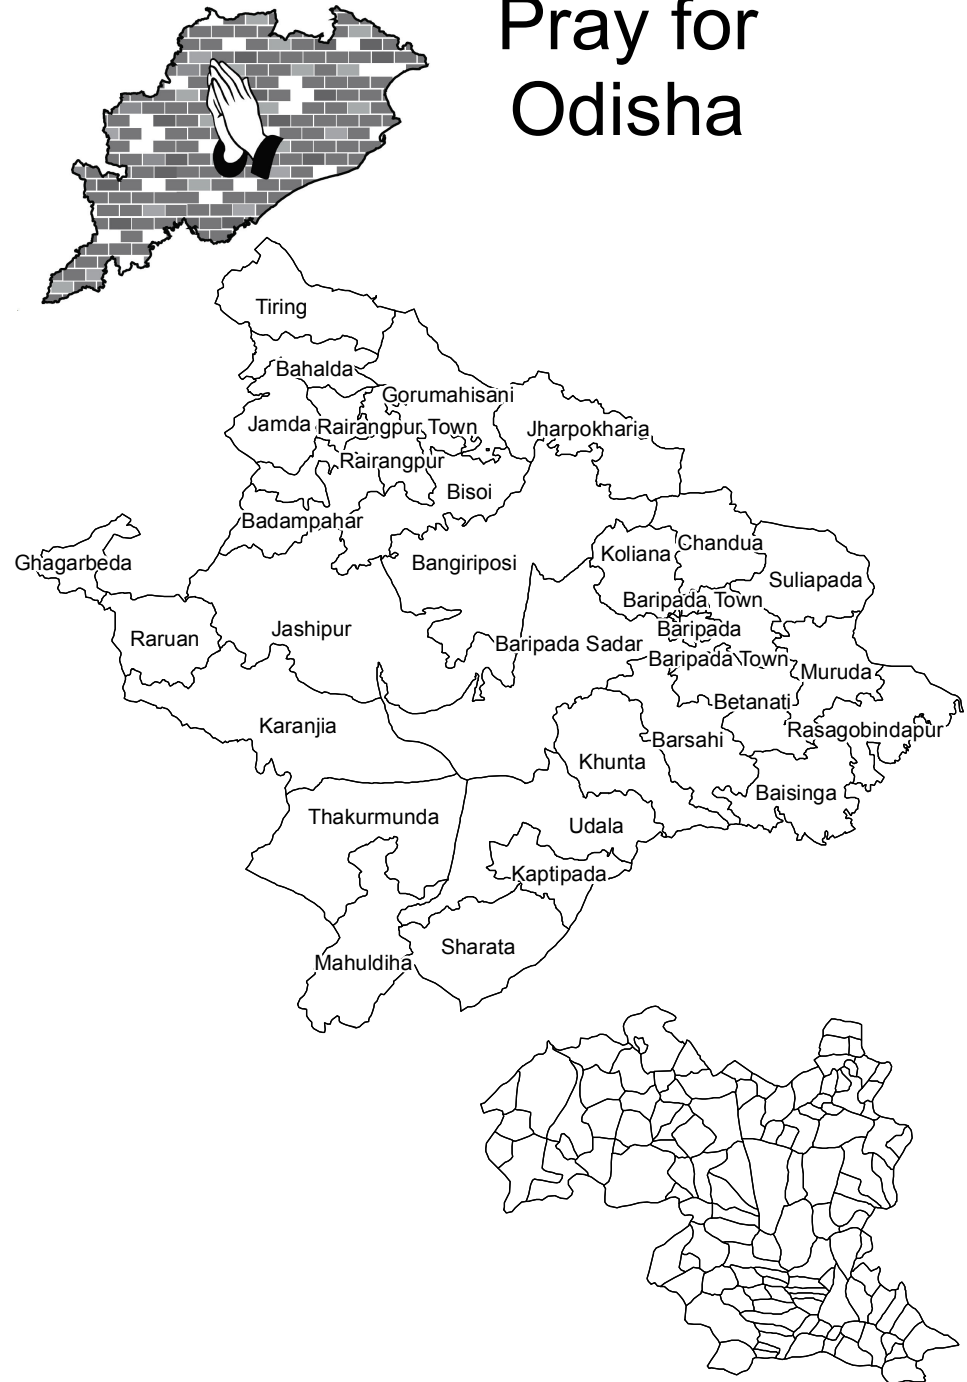 Pray for
Odisha
Tiring
Bahalda
Gorumahisani
Jamda
Rairangpur Town
Jharpokharia
Rairangpur
Bisoi
Badampahar
Ghagarbeda
Bangiriposi
Koliana
Chandua
Suliapada
Baripada Town
Raruan
Jashipur
Baripada Sadar
Baripada
Baripada Town
Muruda
Betanati
Karanjia
Barsahi
Rasagobindapur
Khunta
Baisinga
Thakurmunda
Udala
Kaptipada
Sharata
Mahuldiha